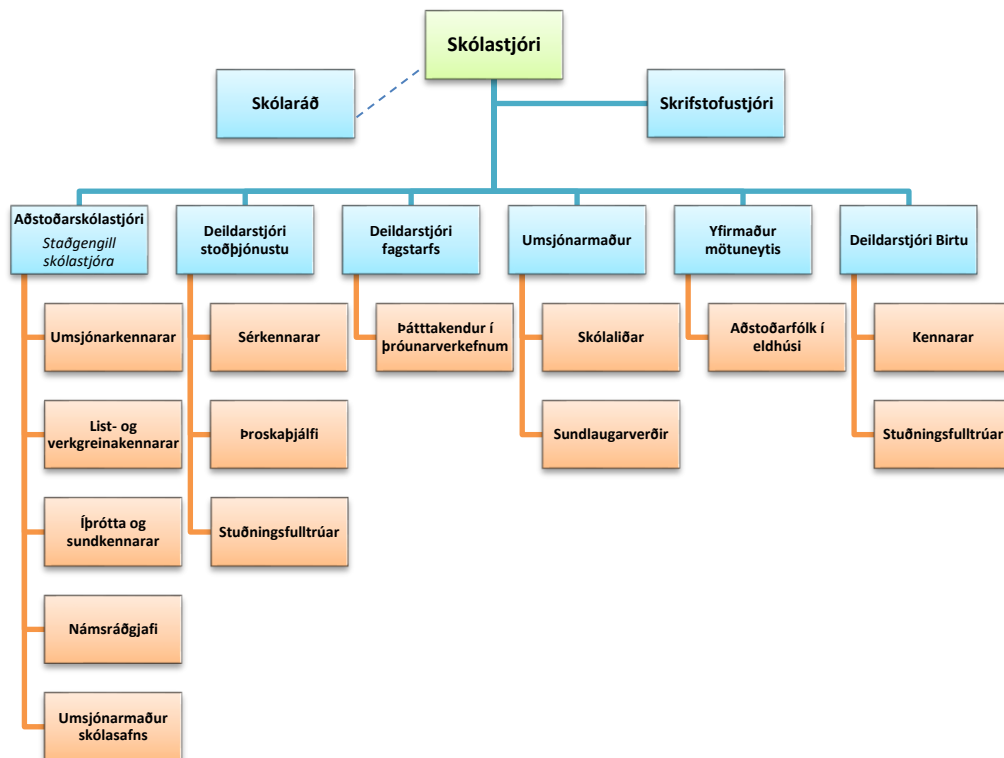 Skólastjóri
Skólaráð
Skrifstofustjóri
Aðstoðarskólastjóri
Staðgengill
skólastjóra
Deildarstjóri
stoðþjónustu
Deildarstjóri
fagstarfs
Umsjónarmaður
Yfirmaður
mötuneytis
Deildarstjóri Birtu
Umsjónarkennarar
List- og
verkgreinakennarar
Íþrótta og
sundkennarar
Námsráðgjafi
Umsjónarmaður
skólasafns
Sérkennarar
Þroskaþjálfi
Stuðningsfulltrúar
Þátttakendur í
þróunarverkefnum
Skólaliðar
Sundlaugarverðir
Aðstoðarfólk í
eldhúsi
Kennarar
Stuðningsfulltrúar